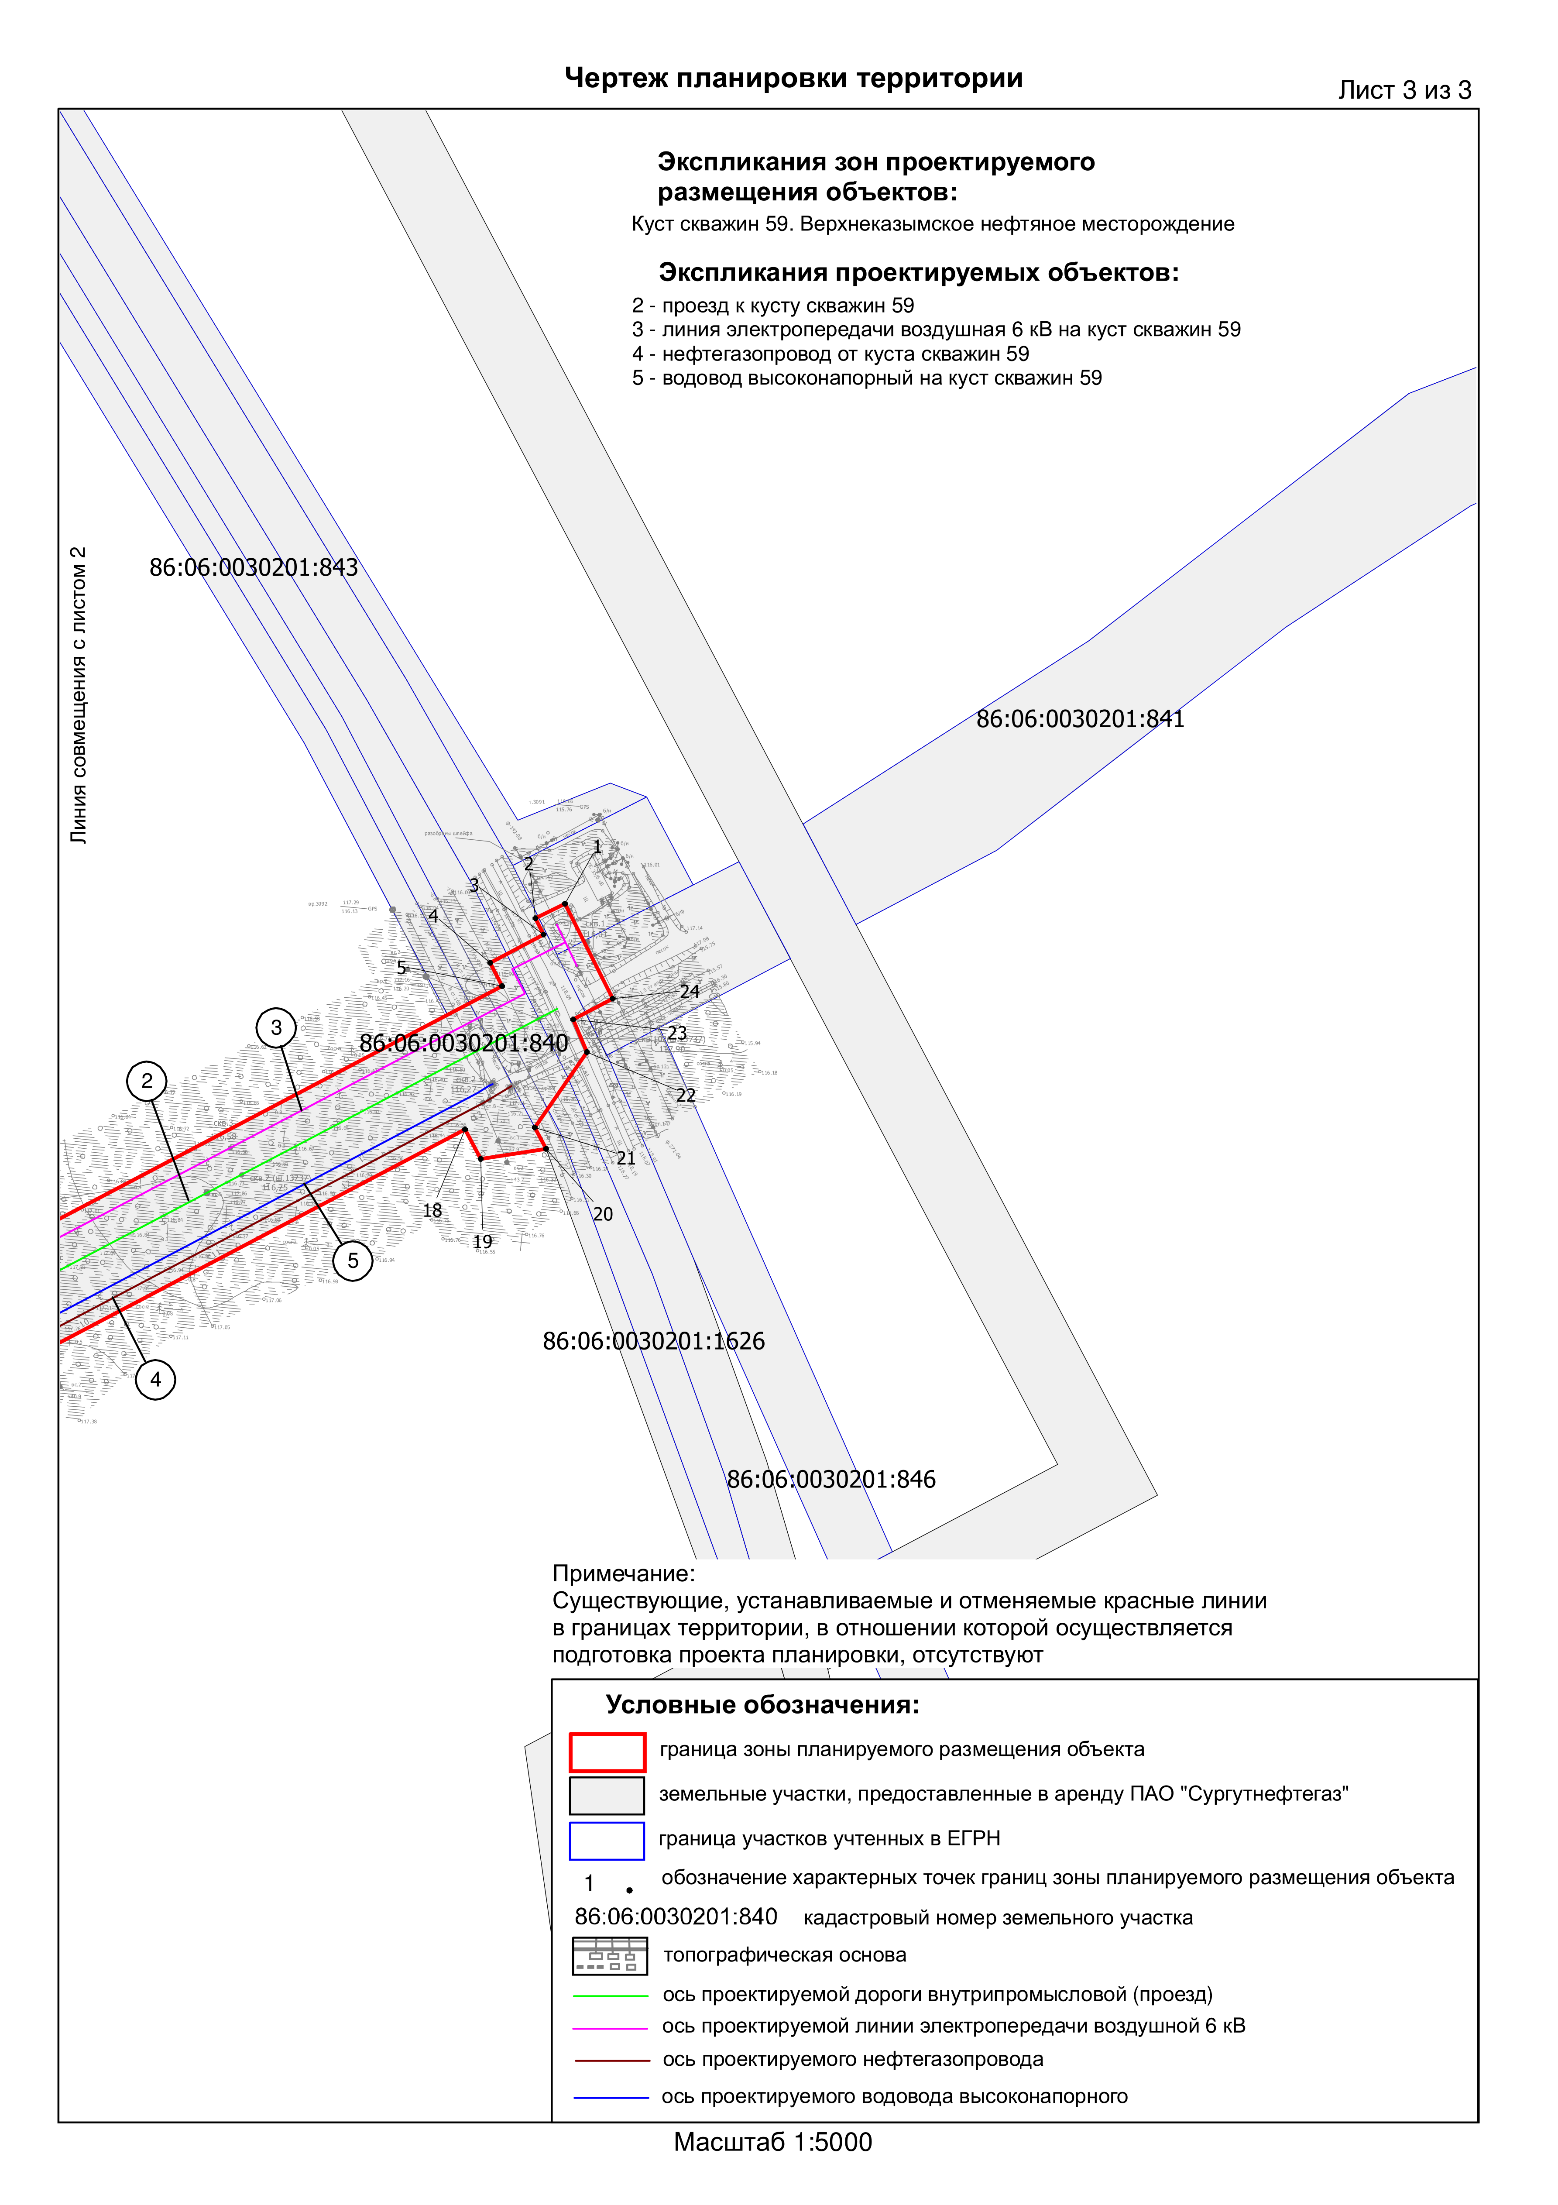 Чертеж планировки территории
Лист 3 из 3
Экспликания зон проектируемого
размещения объектов:
Куст скважин 59. Верхнеказымское нефтяное месторождение
Экспликания проектируемых объектов:
2 - проезд к кусту скважин 59
3 - линия электропередачи воздушная 6 кВ на куст скважин 59
4 - нефтегазопровод от куста скважин 59
5 - водовод высоконапорный на куст скважин 59
Линия совмещения с листом 2
86:06:0030201:843
86:06:0030201:841
1
2
3
4
5
24
23
22
86:06:0030201:840
3
2
21
20
18
19
5
4
86:06:0030201:1626
86:06:0030201:846
Примечание:
Существующие, устанавливаемые и отменяемые красные линии
в границах территории, в отношении которой осуществляется
подготовка проекта планировки, отсутствуют
Условные обозначения:
граница зоны планируемого размещения объекта
земельные участки, предоставленные в аренду ПАО "Сургутнефтегаз"
граница участков учтенных в ЕГРН
1 обозначение характерных точек границ зоны планируемого размещения объекта
86:06:0030201:840 кадастровый номер земельного участка
топографическая основа
ось проектируемой дороги внутрипромысловой (проезд)
ось проектируемой линии электропередачи воздушной 6 кВ
ось проектируемого нефтегазопровода
ось проектируемого водовода высоконапорного
Масштаб 1:5000